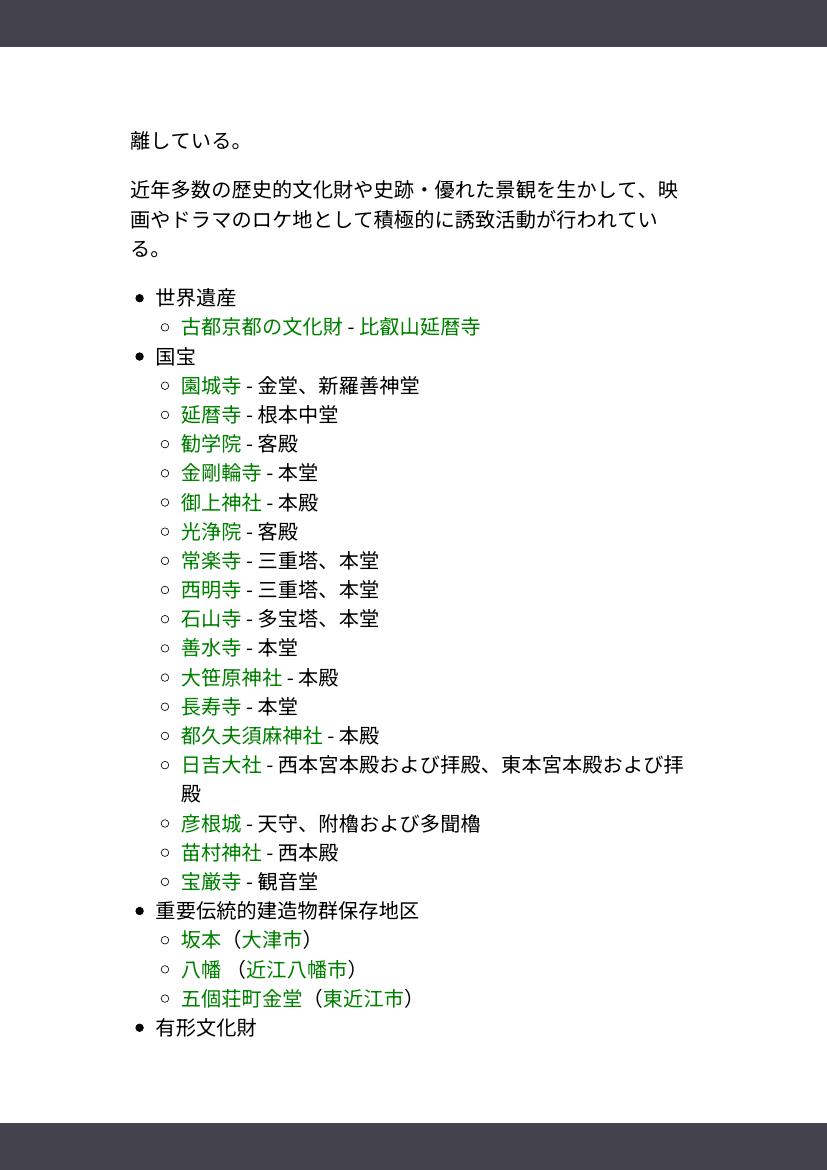 離している。
近年多数の歴史的文化財や史跡・優れた景観を生かして、映
画やドラマのロケ地として積極的に誘致活動が行われてい
る。
• 世界遺産
◦ 古都京都の文化財 - 比叡山延暦寺
• 国宝
◦ 園城寺 - 金堂、新羅善神堂
◦ 延暦寺 - 根本中堂
◦ 勧学院 - 客殿
◦ 金剛輪寺 - 本堂
◦ 御上神社 - 本殿
◦ 光浄院 - 客殿
◦ 常楽寺 - 三重塔、本堂
◦ 西明寺 - 三重塔、本堂
◦ 石山寺 - 多宝塔、本堂
◦ 善水寺 - 本堂
◦ 大笹原神社 - 本殿
◦ 長寿寺 - 本堂
◦ 都久夫須麻神社 - 本殿
◦ 日吉大社 - 西本宮本殿および拝殿、東本宮本殿および拝
殿
◦ 彦根城 - 天守、附櫓および多聞櫓
◦ 苗村神社 - 西本殿
◦ 宝厳寺 - 観音堂
• 重要伝統的建造物群保存地区
◦ 坂本（大津市）
◦ 八幡 （近江八幡市）
◦ 五個荘町金堂（東近江市）
• 有形文化財